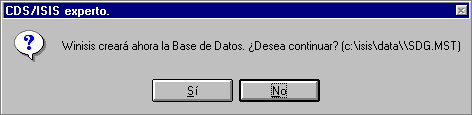 CDS/ISIS experto.
Winisis creará ahora la Base de Datos. ¿Desea continuar? (c:\isis\data\\SDG.MST)
Sí
No